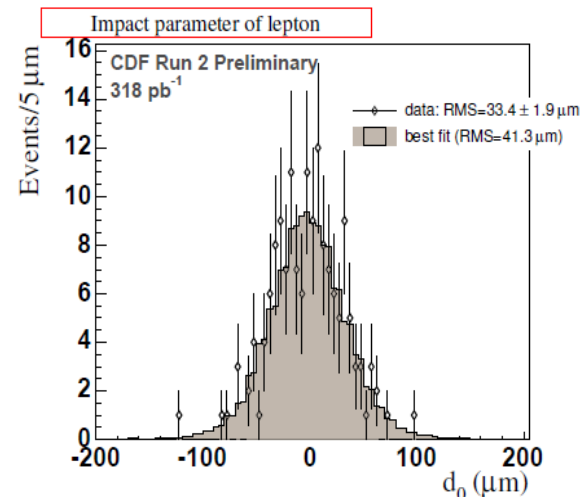 Impact parameter of lepton
CDF Run 2 Preliminary
318 pb⁻¹
data: RMS=33.4 ± 1.9 μm
best fit (RMS=41.3 μm)
Events/5 μm
16
14
12
10
8
6
4
2
0
-200 -100 0 100 200
d₀ (μm)